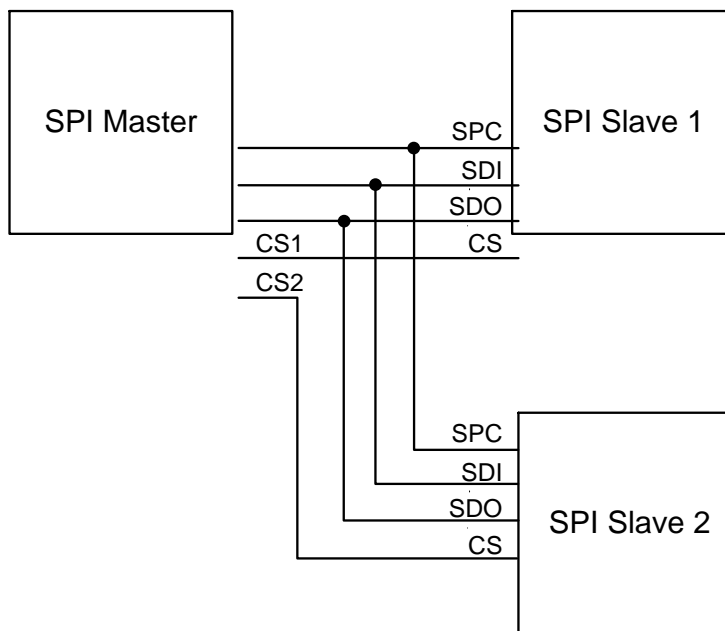 SPI Master
SPI Slave 1
SPC
SDI
SDO
CS1
CS
CS2
SPC
SDI
SDO
CS
SPI Slave 2